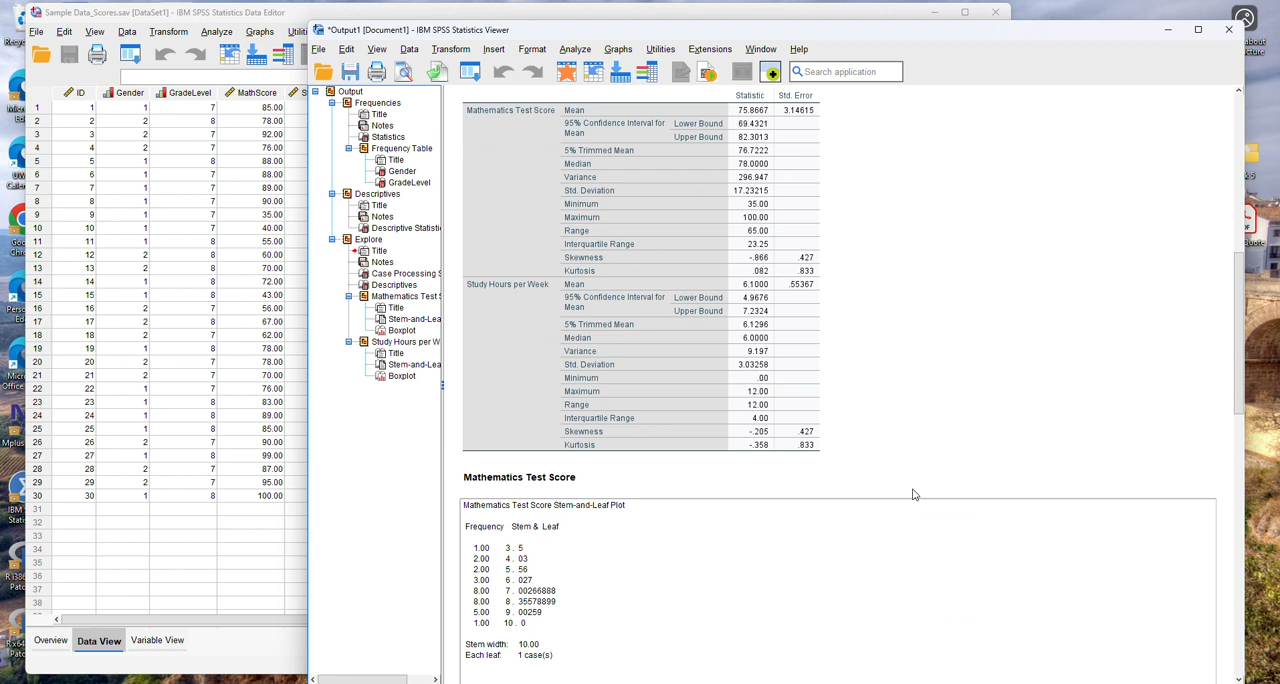 Sample Data_Scores.sav [DataSet1] - IBM SPSS Statistics Data Editor
File Edit View Data Transform Analyze Graphs
ID Gender GradeLevel MathScore
1 1 1 7 85.00
2 2 2 8 78.00
3 3 2 7 92.00
4 4 2 7 76.00
5 5 1 8 88.00
6 6 1 8 88.00
7 7 1 7 89.00
8 8 2 7 90.00
9 9 1 7 35.00
10 10 2 7 40.00
11 11 1 8 55.00
12 12 2 8 60.00
13 13 2 8 70.00
14 14 1 8 72.00
15 15 1 8 43.00
16 16 2 7 56.00
17 17 2 8 67.00
18 18 2 7 62.00
19 19 1 8 78.00
20 20 2 7 78.00
21 21 2 7 70.00
22 22 1 7 76.00
23 23 1 8 83.00
24 24 1 8 89.00
25 25 1 8 85.00
26 26 2 7 90.00
27 27 1 8 99.00
28 28 2 7 87.00
29 29 2 7 95.00
30 30 1 8 100.00
31
32
33
34
35
36
37
38
Overview Data View Variable View
*Output1 [Document1] - IBM SPSS Statistics Viewer
File Edit View Data Transform Insert Format Analyze Graphs Utilities Extensions Window Help
Search application
Output
Frequencies
Title
Notes
Statistics
Frequency Table
Title
Gender
GradeLevel
Descriptives
Title
Notes
Descriptive Statisti
Explore
Title
Notes
Case Processing S
Descriptives
Mathematics Test S
Title
Stem-and-Lea
Boxplot
Study Hours per W
Title
Stem-and-Lea
Boxplot
Statistic Std. Error
Mathematics Test Score Mean 75.8667 3.14615
95% Confidence Interval for Mean Lower Bound 69.4321
Upper Bound 82.3013
5% Trimmed Mean 76.7222
Median 78.0000
Variance 296.947
Std. Deviation 17.23215
Minimum 35.00
Maximum 100.00
Range 65.00
Interquartile Range 23.25
Skewness -.866 .427
Kurtosis .082 .833
Study Hours per Week Mean 6.1000 .55367
95% Confidence Interval for Mean Lower Bound 4.9676
Upper Bound 7.2324
5% Trimmed Mean 6.1296
Median 6.0000
Variance 9.197
Std. Deviation 3.03258
Minimum .00
Maximum 12.00
Range 12.00
Interquartile Range 4.00
Skewness -.205 .427
Kurtosis -.358 .833
Mathematics Test Score
Mathematics Test Score Stem-and-Leaf Plot
Frequency Stem & Leaf
1.00 3 . 5
2.00 4 . 03
2.00 5 . 56
3.00 6 . 027
8.00 7 . 00266888
8.00 8 . 35578899
5.00 9 . 00259
1.00 10 . 0
Stem width: 10.00
Each leaf: 1 case(s)